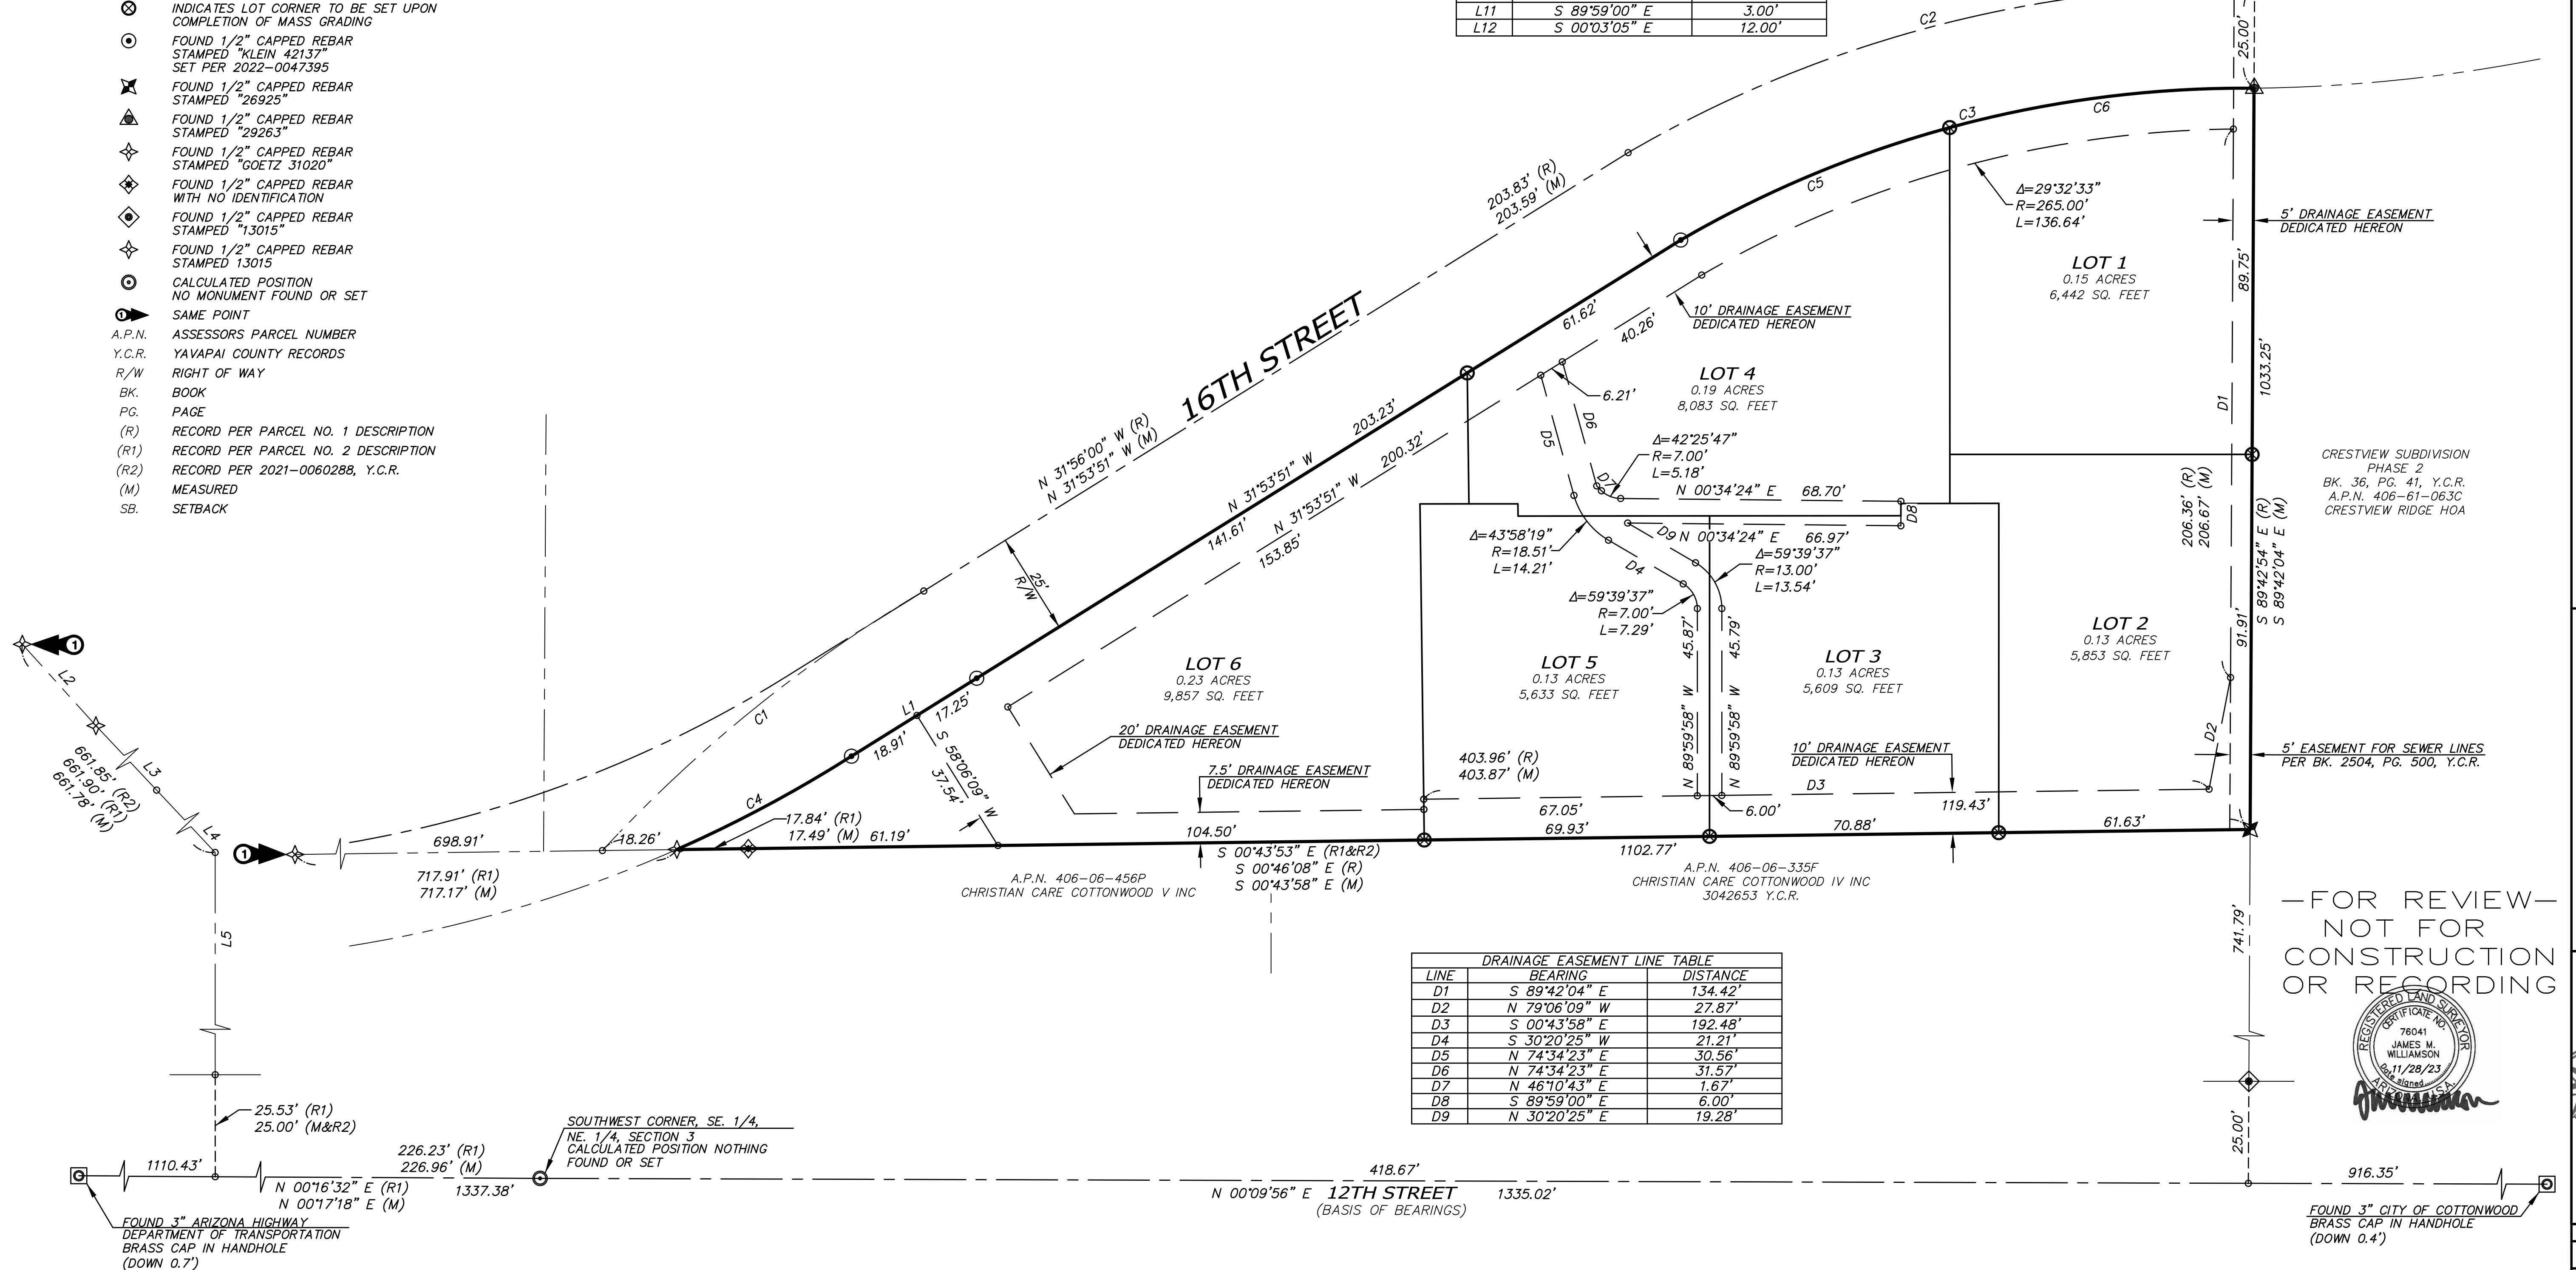 INDICATES LOT CORNER TO BE SET UPON
COMPLETION OF MASS GRADING
FOUND 1/2" CAPPED REBAR
STAMPED "KLEIN 42137"
SET PER 2022-0047395
FOUND 1/2" CAPPED REBAR
STAMPED "26925"
FOUND 1/2" CAPPED REBAR
STAMPED "29263"
FOUND 1/2" CAPPED REBAR
STAMPED "GOETZ 31020"
FOUND 1/2" CAPPED REBAR
WITH NO IDENTIFICATION
FOUND 1/2" CAPPED REBAR
STAMPED "13015"
FOUND 1/2" CAPPED REBAR
STAMPED 13015
CALCULATED POSITION
NO MONUMENT FOUND OR SET
1 SAME POINT
A.P.N. ASSESSORS PARCEL NUMBER
Y.C.R. YAVAPAI COUNTY RECORDS
R/W RIGHT OF WAY
BK. BOOK
PG. PAGE
(R) RECORD PER PARCEL NO. 1 DESCRIPTION
(R1) RECORD PER PARCEL NO. 2 DESCRIPTION
(R2) RECORD PER 2021-0060288, Y.C.R.
(M) MEASURED
SB. SETBACK
L11 S 89°59'00" E 3.00'
L12 S 00°03'05" E 12.00'
C2
25.00'
C3
C6
C5
203.83' (R)
203.59' (M)
Δ=29°32'33"
R=265.00'
L=136.64'
5' DRAINAGE EASEMENT
DEDICATED HEREON
LOT 1
0.15 ACRES
6,442 SQ. FEET
89.75'
1033.25'
D1
10' DRAINAGE EASEMENT
DEDICATED HEREON
61.62'
40.26'
16TH STREET
LOT 4
0.19 ACRES
8,083 SQ. FEET
6.21'
D6
D5
Δ=42°25'47"
R=7.00'
L=5.18'
D7
N 00°34'24" E 68.70'
D8
D9
N 00°34'24" E 66.97'
203.23'
200.32'
N 31°56'00" W (R)
N 31°53'51" W (M)
N 31°53'51" W
N 31°53'51" W
141.61'
153.85'
25'
R/W
Δ=43°58'19"
R=18.51'
L=14.21'
D4
Δ=59°39'37"
R=13.00'
L=13.54'
Δ=59°39'37"
R=7.00'
L=7.29'
CRESTVIEW SUBDIVISION
PHASE 2
BK. 36, PG. 41, Y.C.R.
A.P.N. 406-61-063C
CRESTVIEW RIDGE HOA
206.36' (R)
206.67' (M)
S 89°42'54" E (R)
S 89°42'04" E (M)
91.91'
LOT 2
0.13 ACRES
5,853 SQ. FEET
LOT 3
0.13 ACRES
5,609 SQ. FEET
LOT 5
0.13 ACRES
5,633 SQ. FEET
LOT 6
0.23 ACRES
9,857 SQ. FEET
N 89°59'58" W 45.87'
N 89°59'58" W 45.79'
D2
5' EASEMENT FOR SEWER LINES
PER BK. 2504, PG. 500, Y.C.R.
10' DRAINAGE EASEMENT
DEDICATED HEREON
D3
119.43'
6.00'
403.96' (R)
403.87' (M)
67.05'
20' DRAINAGE EASEMENT
DEDICATED HEREON
7.5' DRAINAGE EASEMENT
DEDICATED HEREON
L1
17.25'
18.91'
S 58°06'09" W
37.54'
C1
C4
1
L2
L3
L4
661.85' (R2)
661.90' (R1)
661.78' (M)
1
698.91'
18.26'
717.91' (R1)
717.17' (M)
17.84' (R1)
17.49' (M)
61.19'
104.50'
69.93'
70.88'
61.63'
S 00°43'53" E (R1&R2)
S 00°46'08" E (R)
S 00°43'58" E (M)
1102.77'
A.P.N. 406-06-456P
CHRISTIAN CARE COTTONWOOD V INC
A.P.N. 406-06-335F
CHRISTIAN CARE COTTONWOOD IV INC
3042653 Y.C.R.
L5
741.79'
-FOR REVIEW-
NOT FOR
CONSTRUCTION
OR RECORDING
DRAINAGE EASEMENT LINE TABLE
LINE BEARING DISTANCE
D1 S 89°42'04" E 134.42'
D2 N 79°06'09" W 27.87'
D3 S 00°43'58" E 192.48'
D4 S 30°20'25" W 21.21'
D5 N 74°34'23" E 30.56'
D6 N 74°34'23" E 31.57'
D7 N 46°10'43" E 1.67'
D8 S 89°59'00" E 6.00'
D9 N 30°20'25" E 19.28'
REGISTERED LAND SURVEYOR
CERTIFICATE NO.
76041
JAMES M.
WILLIAMSON
11/28/23
Date signed
ARIZONA U.S.A.
25.53' (R1)
25.00' (M&R2)
25.00'
SOUTHWEST CORNER, SE. 1/4,
NE. 1/4, SECTION 3
CALCULATED POSITION NOTHING
FOUND OR SET
1110.43'
226.23' (R1)
226.96' (M)
N 00°16'32" E (R1)
N 00°17'18" E (M)
1337.38'
418.67'
916.35'
N 00°09'56" E 12TH STREET 1335.02'
(BASIS OF BEARINGS)
FOUND 3" ARIZONA HIGHWAY
DEPARTMENT OF TRANSPORTATION
BRASS CAP IN HANDHOLE
(DOWN 0.7')
FOUND 3" CITY OF COTTONWOOD
BRASS CAP IN HANDHOLE
(DOWN 0.4')